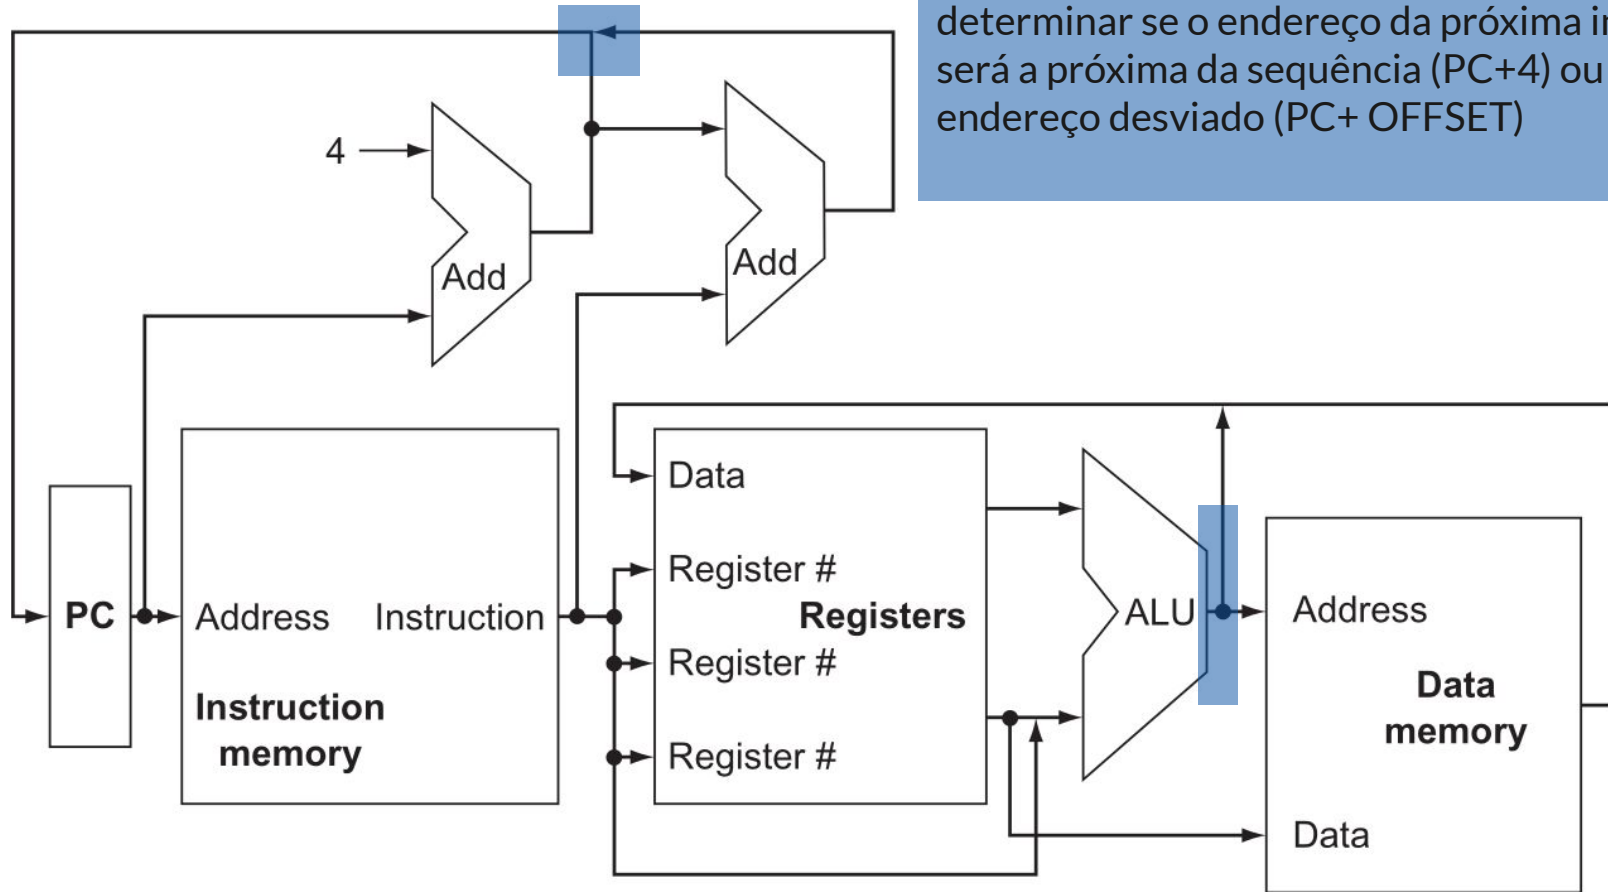 determinar se o endereço da próxima
será a próxima da sequência (PC+4) ou
endereço desviado (PC+ OFFSET)
4
Add
Add
Data
Register #
Register #
Register #
Registers
PC
Address
Instruction
Instruction
memory
ALU
Address
Data
memory
Data